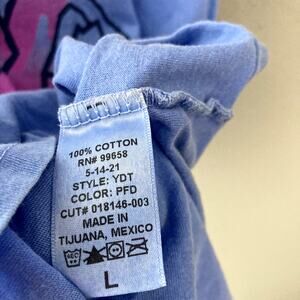 100% COTTON
RN# 99658
5-14-21
STYLE: YDT
COLOR: PFD
CUT# 018146-003
MADE IN
TIJUANA, MEXICO
L